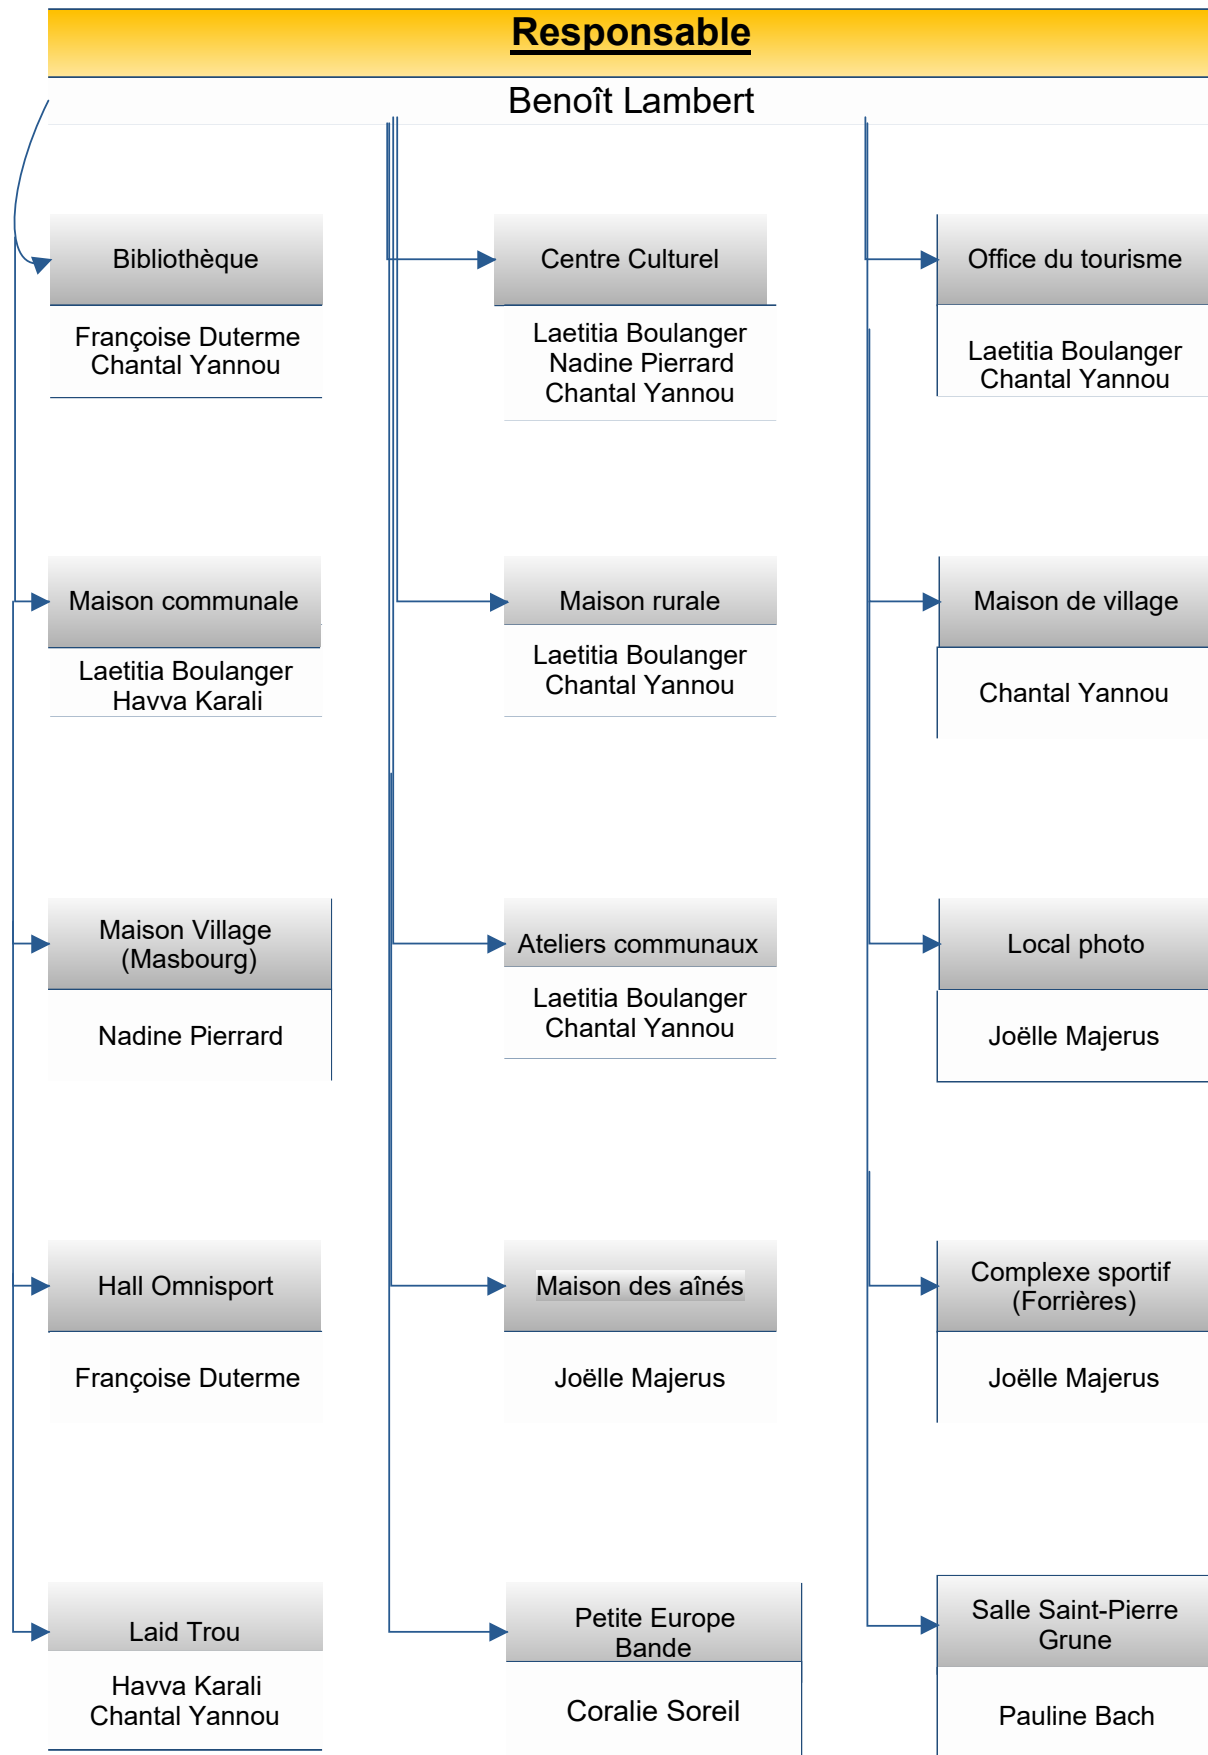 Responsable
Benoît Lambert
Bibliothèque
Françoise Duterme
Chantal Yannou
Centre Culturel
Laetitia Boulanger
Nadine Pierrard
Chantal Yannou
Office du tourisme
Laetitia Boulanger
Chantal Yannou
Maison communale
Laetitia Boulanger
Havva Karali
Maison rurale
Laetitia Boulanger
Chantal Yannou
Maison de village
Chantal Yannou
Maison Village
(Masbourg)
Nadine Pierrard
Ateliers communaux
Laetitia Boulanger
Chantal Yannou
Local photo
Joëlle Majerus
Hall Omnisport
Françoise Duterme
Maison des aînés
Joëlle Majerus
Complexe sportif
(Forrières)
Joëlle Majerus
Laid Trou
Havva Karali
Chantal Yannou
Petite Europe
Bande
Coralie Soreil
Salle Saint-Pierre
Grune
Pauline Bach